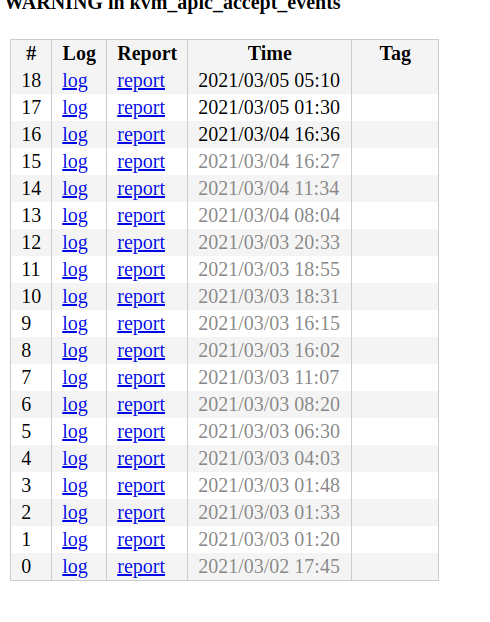 WARNING in kvm_apic_accept_events
# Log Report Time Tag
18 log report 2021/03/05 05:10
17 log report 2021/03/05 01:30
16 log report 2021/03/04 16:36
15 log report 2021/03/04 16:27
14 log report 2021/03/04 11:34
13 log report 2021/03/04 08:04
12 log report 2021/03/03 20:33
11 log report 2021/03/03 18:55
10 log report 2021/03/03 18:31
9 log report 2021/03/03 16:15
8 log report 2021/03/03 16:02
7 log report 2021/03/03 11:07
6 log report 2021/03/03 08:20
5 log report 2021/03/03 06:30
4 log report 2021/03/03 04:03
3 log report 2021/03/03 01:48
2 log report 2021/03/03 01:33
1 log report 2021/03/03 01:20
0 log report 2021/03/02 17:45